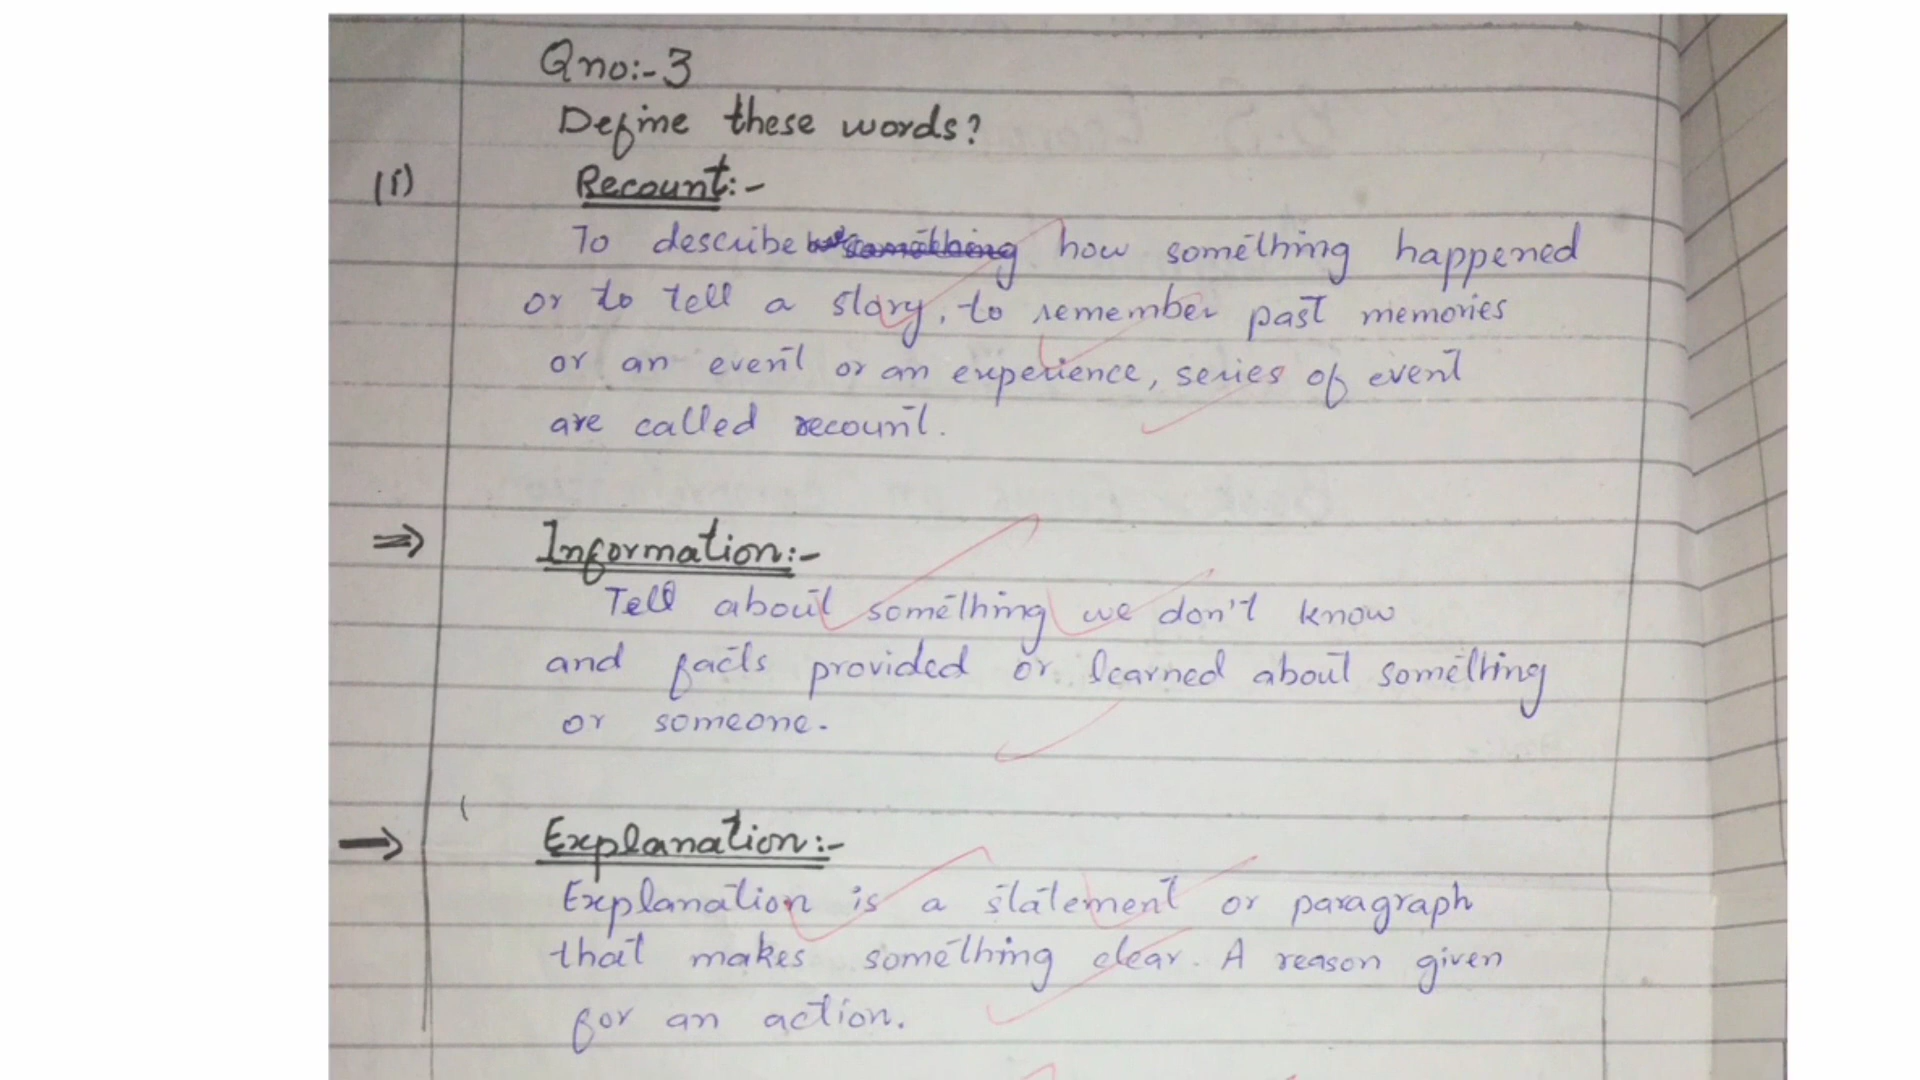 Qno:-3
Define these words?
(i) Recount:-
To describe how something happened
or to tell a story, to remember past memories
or an event or an experience, series of event
are called recount.
⇒ Information:-
Tell about something we don't know
and facts provided or learned about something
or someone.
→ Explanation:-
Explanation is a statement or paragraph
that makes something clear. A reason given
for an action.